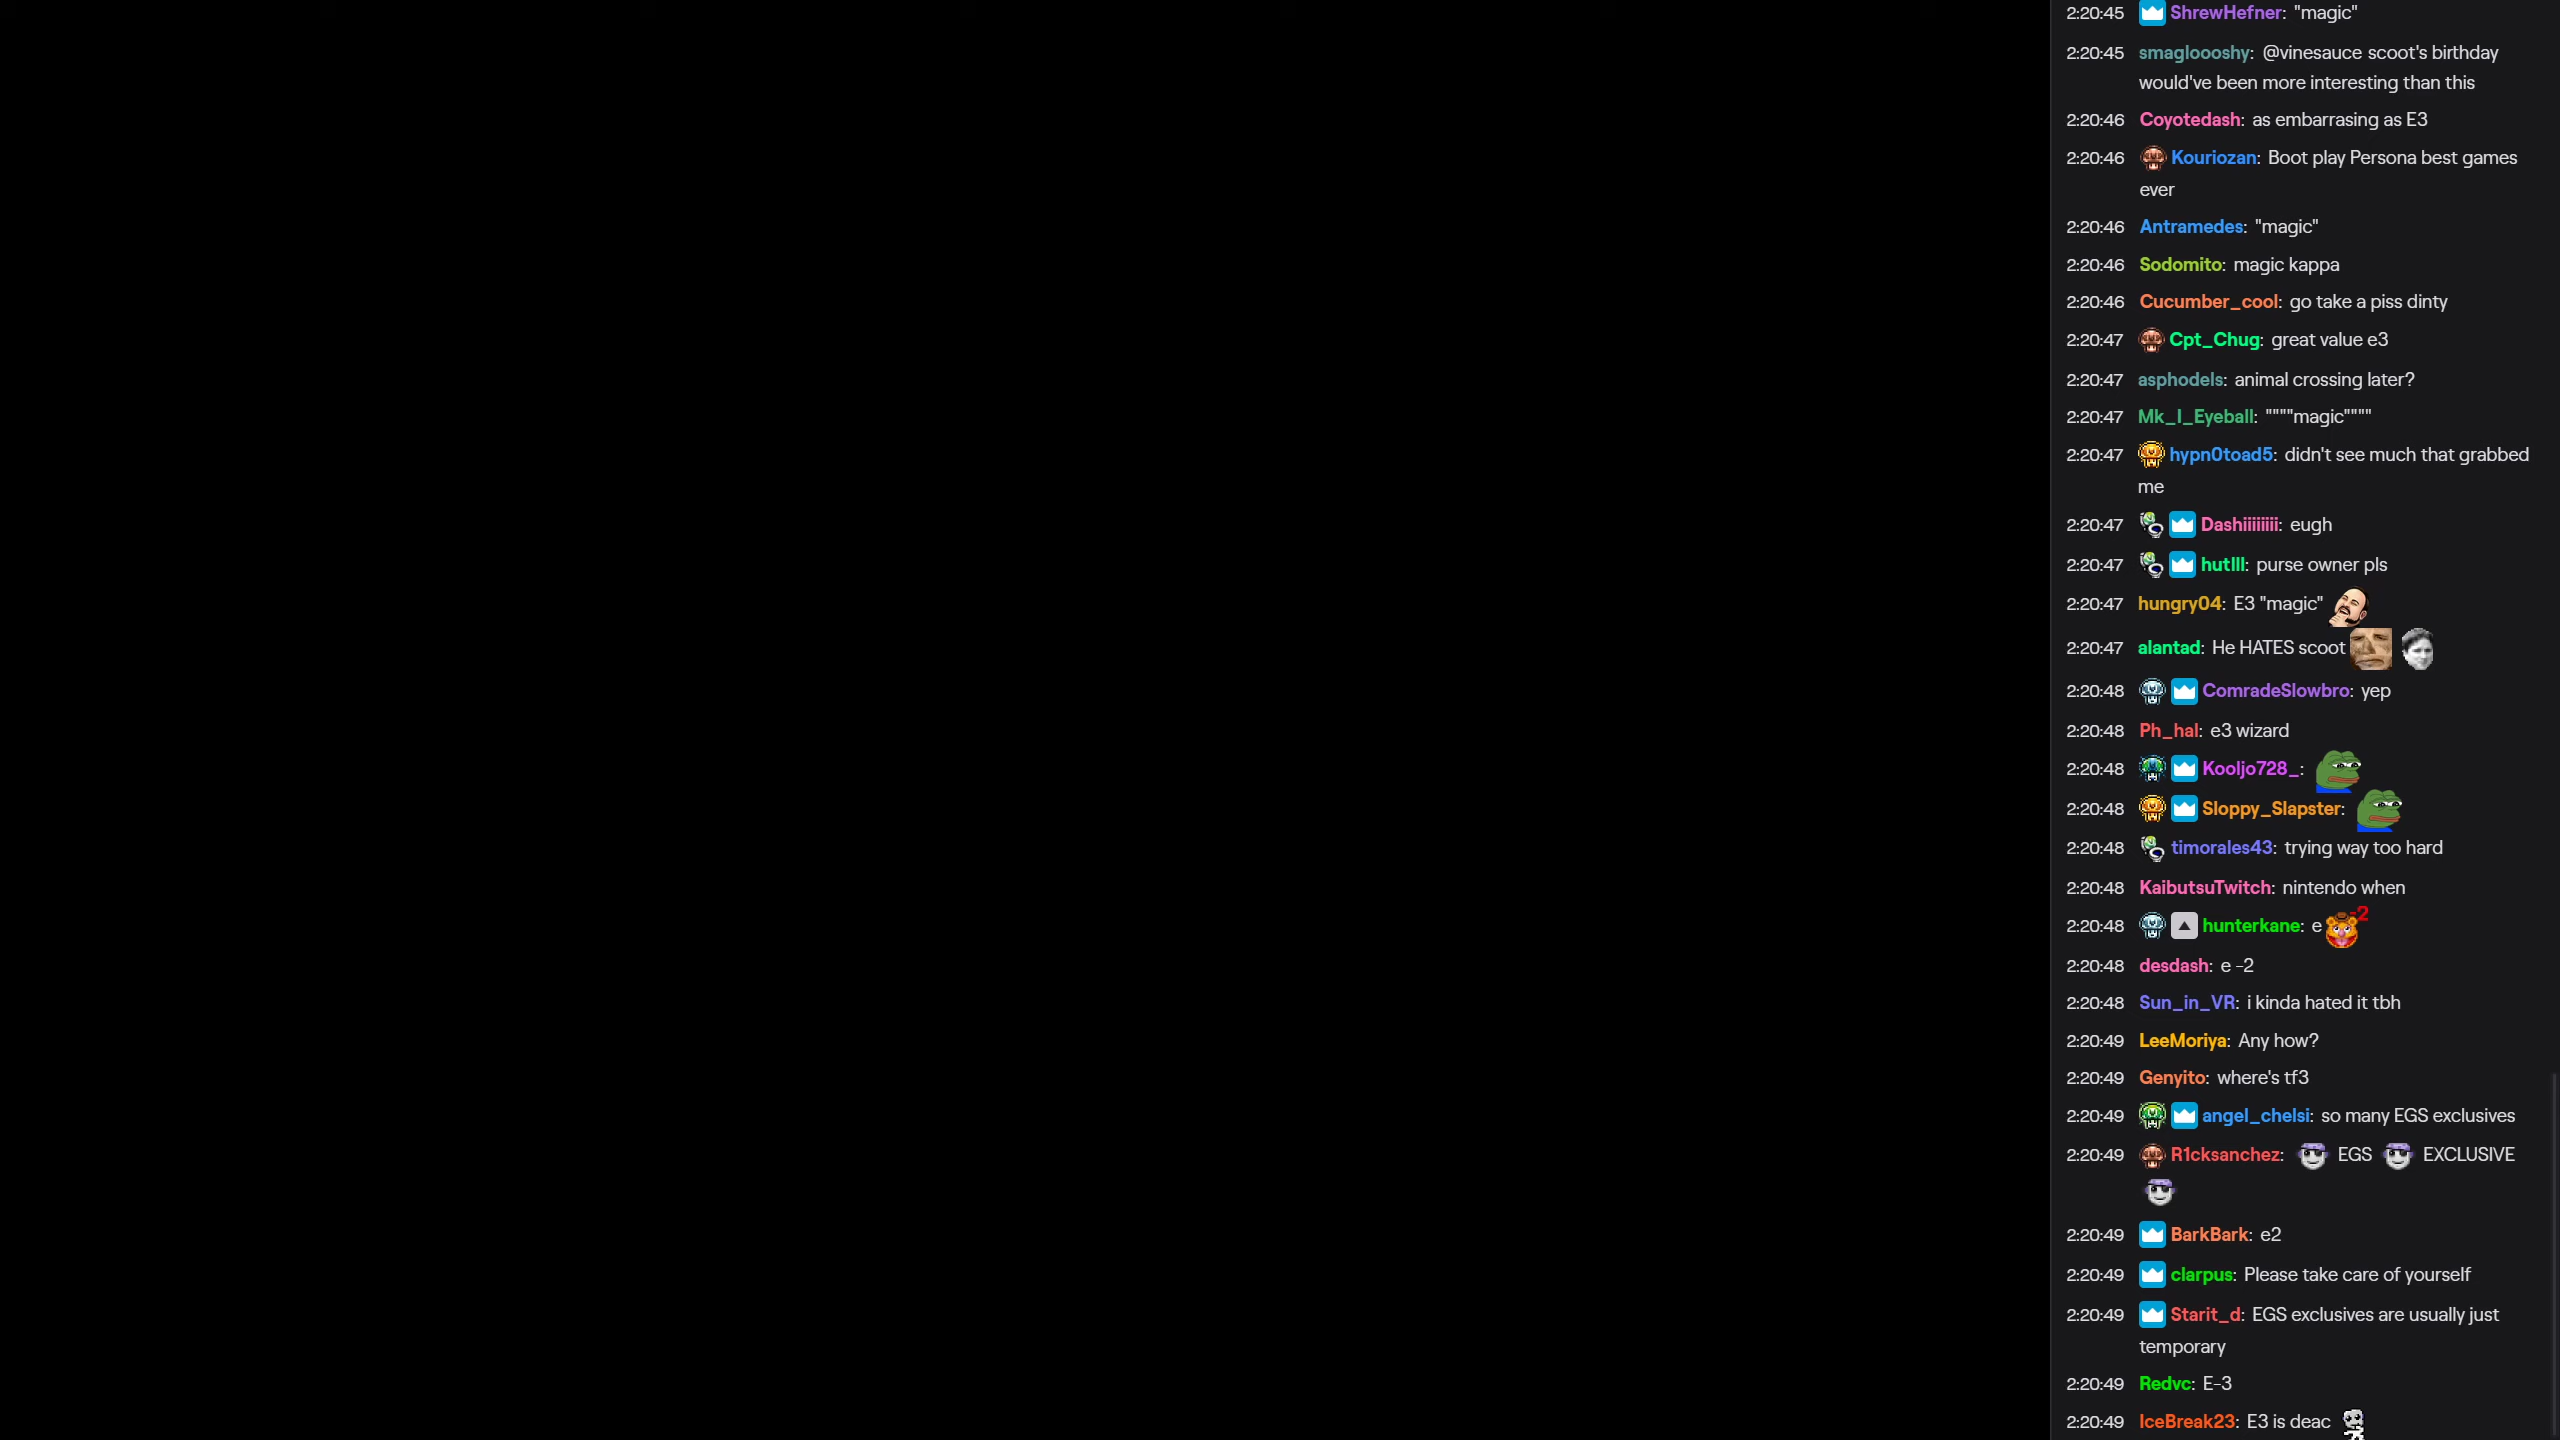 2:20:45 ShrewHefner: "magic"
2:20:45 smagloooshy: @vinesauce scoot's birthday
would've been more interesting than this
2:20:46 Coyotedash: as embarrasing as E3
2:20:46 Kouriozan: Boot play Persona best games
ever
2:20:46 Antramedes: "magic"
2:20:46 Sodomito: magic kappa
2:20:46 Cucumber_cool: go take a piss dinty
2:20:47 Cpt_Chug: great value e3
2:20:47 asphodels: animal crossing later?
2:20:47 Mk_I_Eyeball: """"magic""""
2:20:47 hypn0toad5: didn't see much that grabbed
me
2:20:47 Dashiiiiiiiii: eugh
2:20:47 hutlll: purse owner pls
2:20:47 hungry04: E3 "magic"
2:20:47 alantad: He HATES scoot
2:20:48 ComradeSlowbro: yep
2:20:48 Ph_hal: e3 wizard
2:20:48 Kooljo728_:
2:20:48 Sloppy_Slapster:
2:20:48 timorales43: trying way too hard
2:20:48 KaibutsuTwitch: nintendo when
2:20:48 hunterkane: e -2
2:20:48 desdash: e -2
2:20:48 Sun_in_VR: i kinda hated it tbh
2:20:49 LeeMoriya: Any how?
2:20:49 Genyito: where's tf3
2:20:49 angel_chelsi: so many EGS exclusives
2:20:49 R1cksanchez: EGS EXCLUSIVE
2:20:49 BarkBark: e2
2:20:49 clarpus: Please take care of yourself
2:20:49 Starit_d: EGS exclusives are usually just
temporary
2:20:49 Redvc: E-3
2:20:49 IceBreak23: E3 is deac